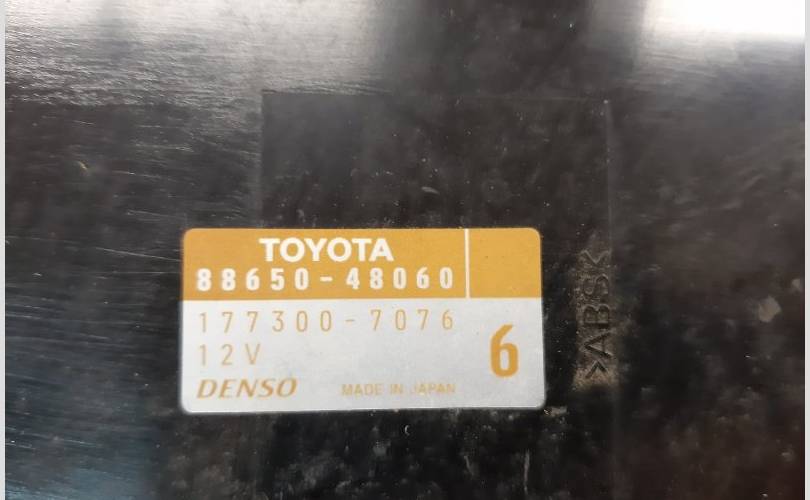 TOYOTA
88650-48060
177300-7076
12V
6
DENSO
MADE IN JAPAN
>ABS<